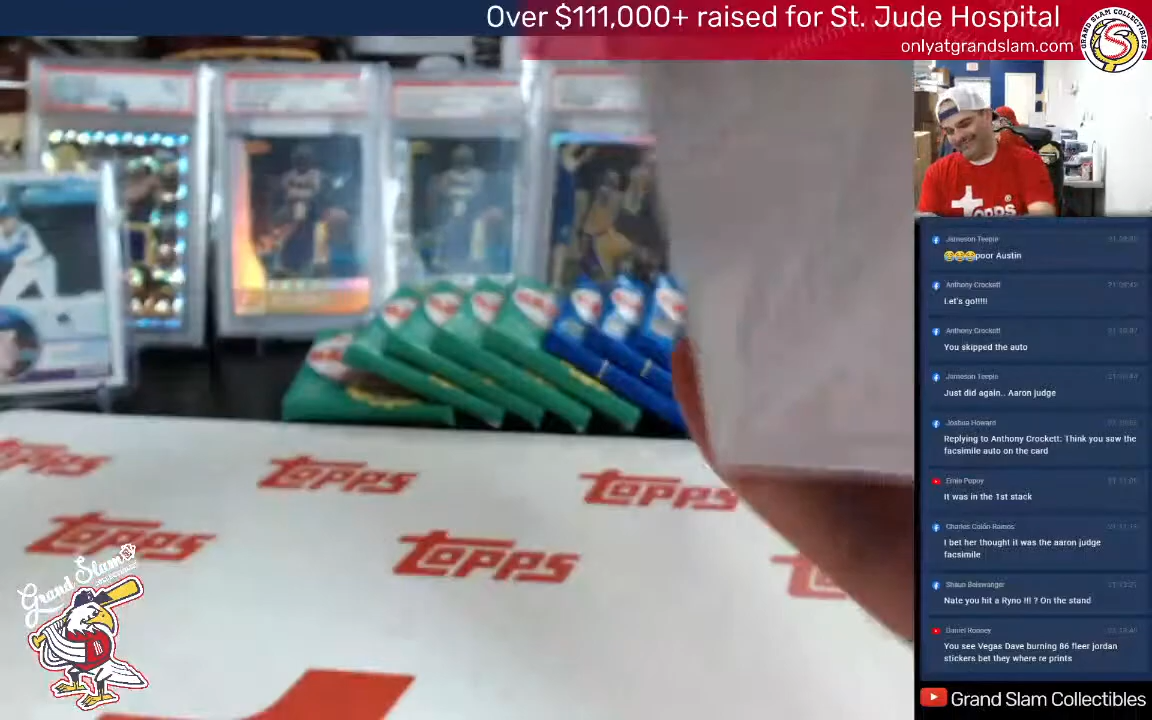 Over $111,000+ raised for St. Jude Hospital
onlyatgrandslam.com
GRAND SLAM COLLECTIBLES
TOPPS
Jameson Teeple
😂😂😂poor Austin
Anthony Crockett
Let's go!!!!!
Anthony Crockett
You skipped the auto
Jameson Teeple
Just did again.. Aaron judge
Joshua Howard
Replying to Anthony Crockett: Think you saw the
facsimile auto on the card
Ernie Popoy
It was in the 1st stack
Charles Colón Ramos
I bet her thought it was the aaron judge
facsimile
Shaun Beiswanger
Nate you hit a Ryno !!! ? On the stand
Daniel Rooney
You see Vegas Dave burning 86 fleer jordan
stickers bet they where re prints
Grand Slam Collectibles
topps
topps
topps
topps
topps
Grand Slam